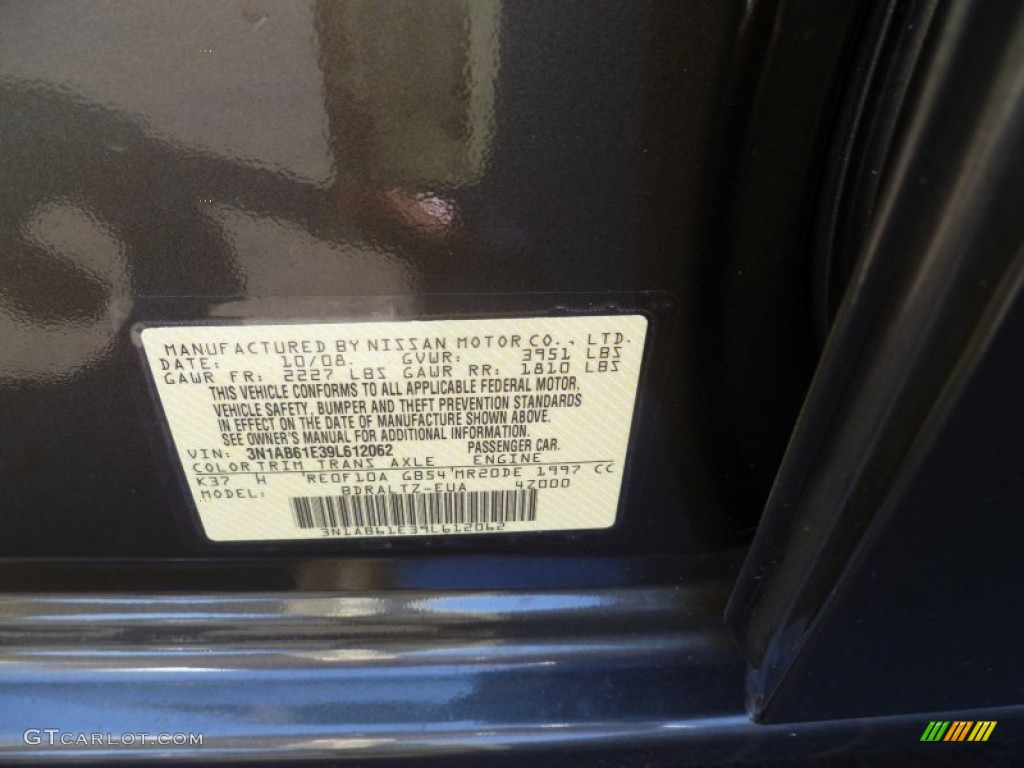 MANUFACTURED BY NISSAN MOTOR CO., LTD.
DATE: 10/08. GVWR: 3951 LBS
GAWR FR: 2227 LBS GAWR RR: 1810 LBS
THIS VEHICLE CONFORMS TO ALL APPLICABLE FEDERAL MOTOR,
VEHICLE SAFETY, BUMPER AND THEFT PREVENTION STANDARDS
IN EFFECT ON THE DATE OF MANUFACTURE SHOWN ABOVE.
SEE OWNER'S MANUAL FOR ADDITIONAL INFORMATION.
VIN: 3N1AB61E39L612062 PASSENGER CAR.
COLOR TRIM TRANS AXLE ENGINE
K37 H RE0F10A GB54 MR20DE 1997 CC
MODEL: BDRALTZ-EUA 4Z000
3N1AB61E39L612062
GTCARLOT.COM